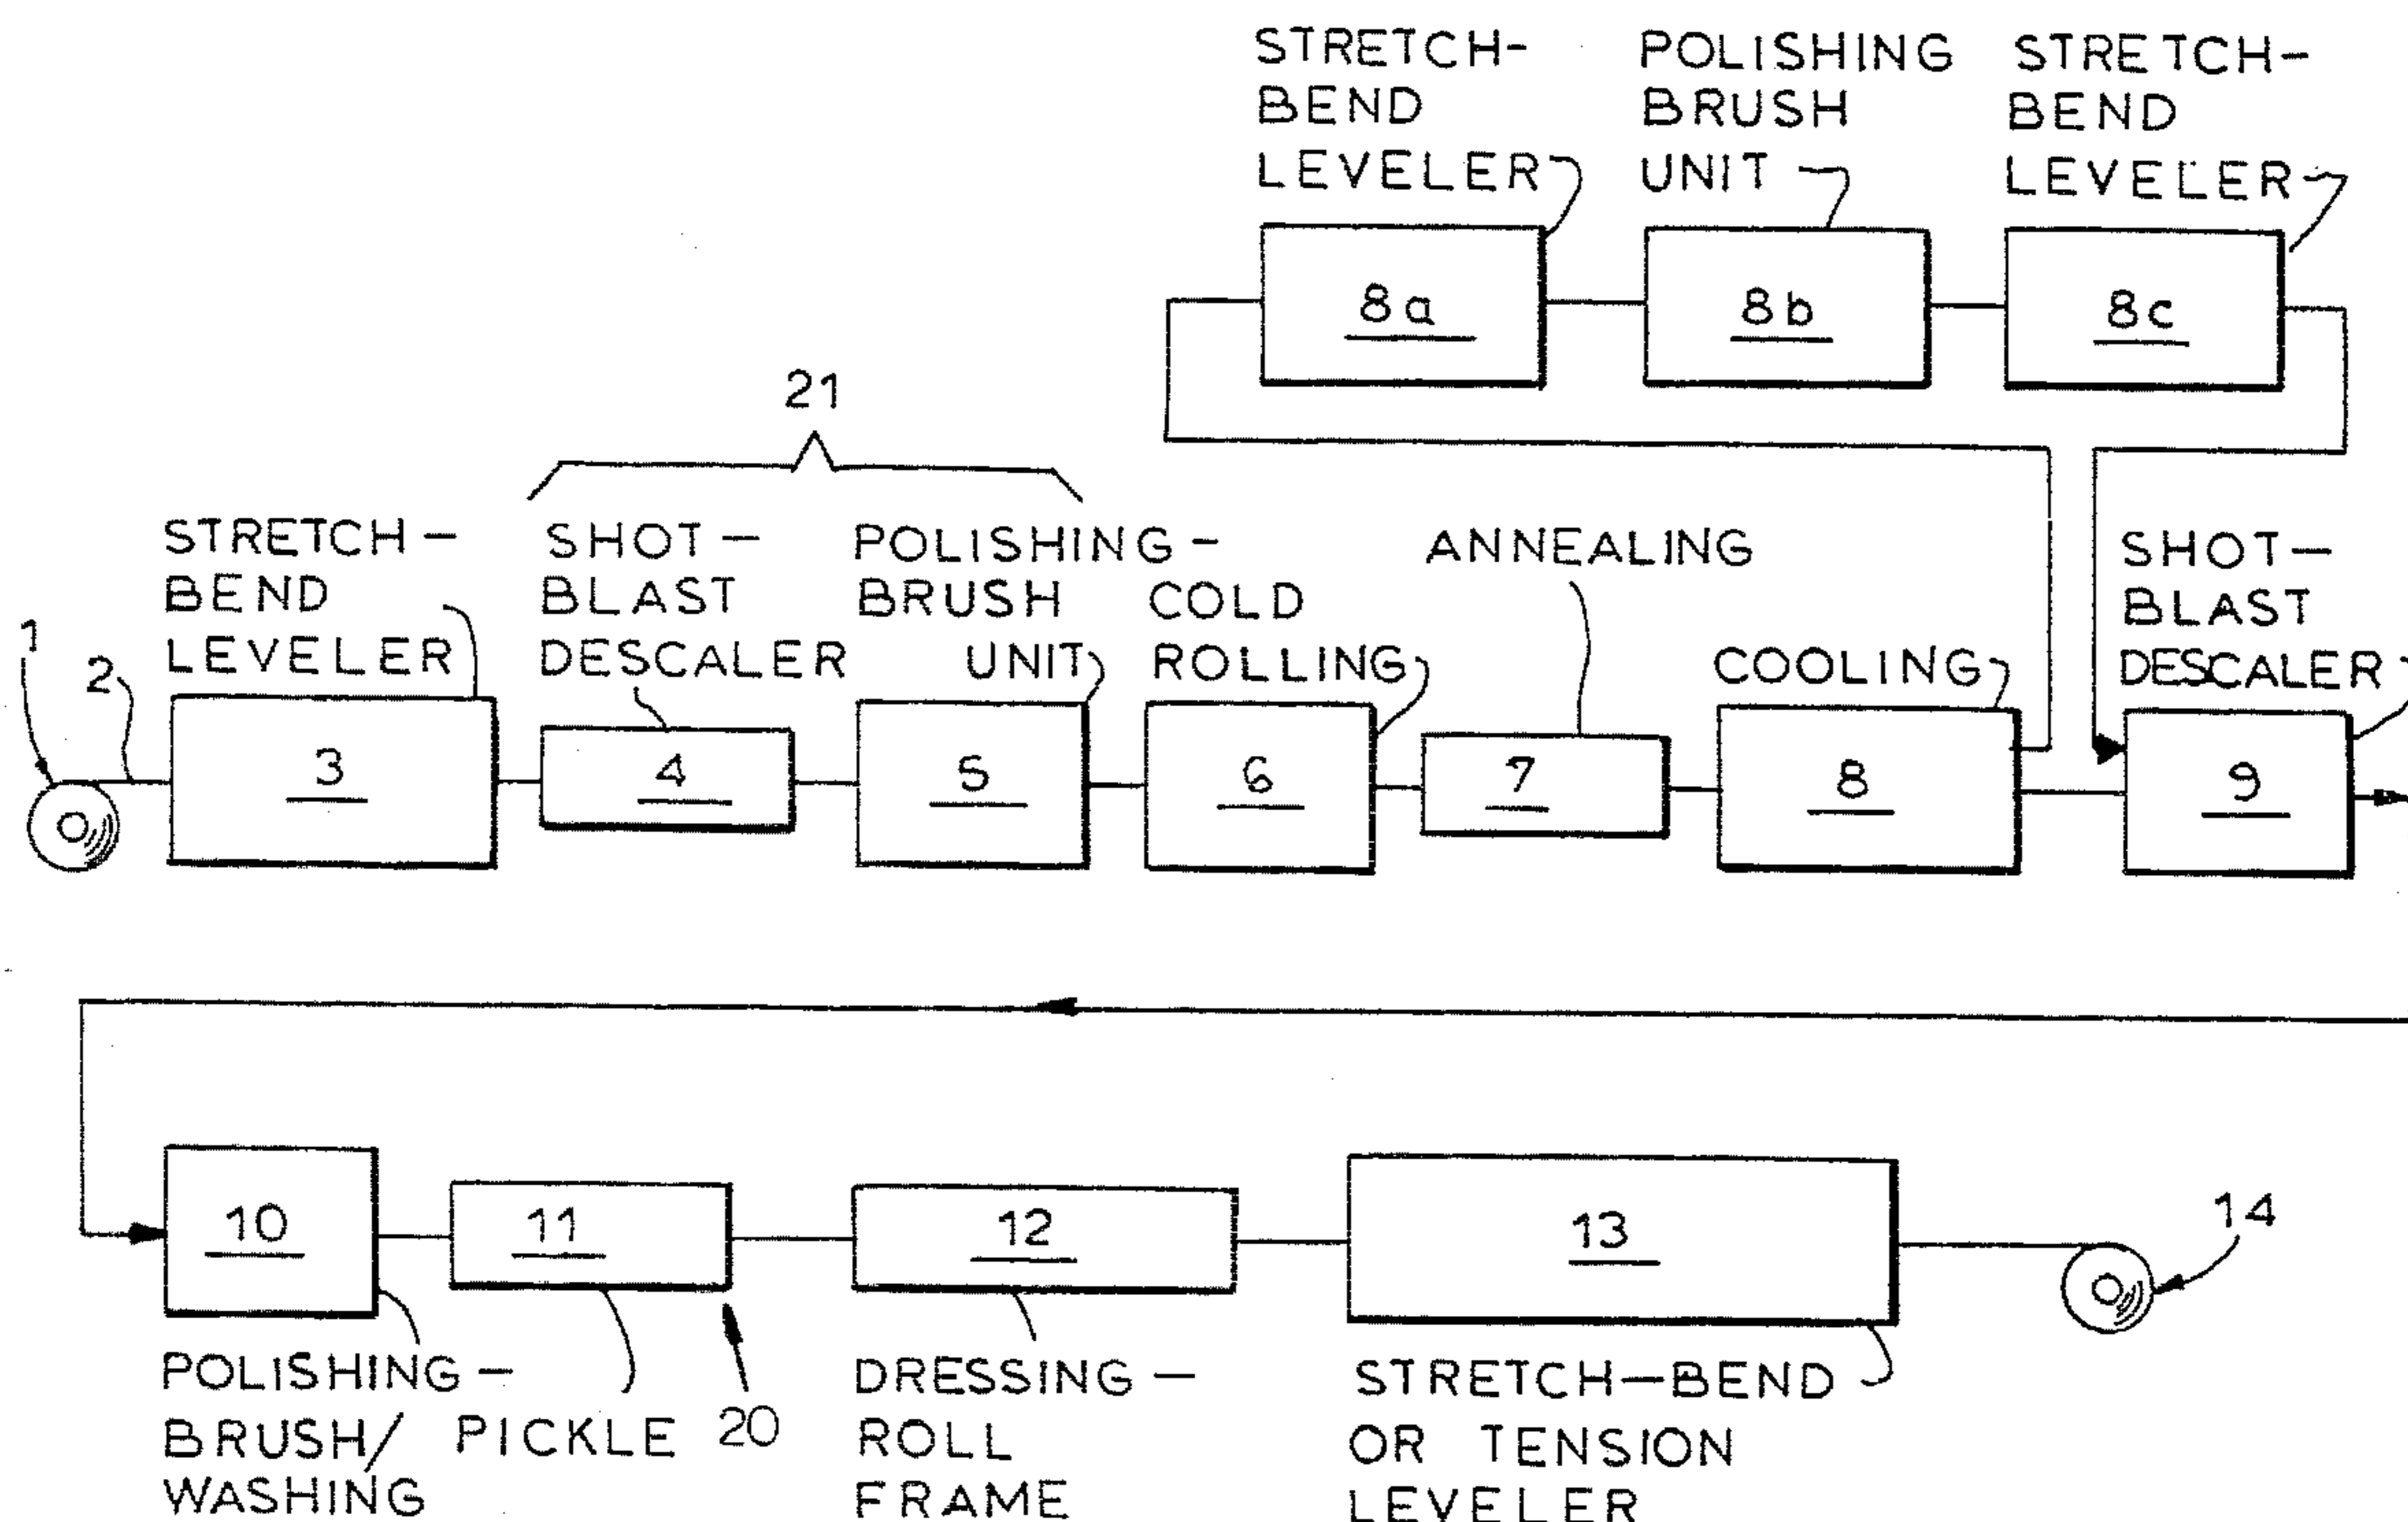 STRETCH-
BEND
LEVELER
POLISHING
BRUSH
UNIT
STRETCH-
BEND
LEVELER
8a
8b
8c
21
STRETCH-
BEND
LEVELER
SHOT-
BLAST
DESCALER
POLISHING-
BRUSH
UNIT
COLD
ROLLING
ANNEALING
COOLING
SHOT-
BLAST
DESCALER
1
2
3
4
5
6
7
8
9
10
11
12
13
14
POLISHING-
BRUSH/
WASHING
PICKLE
20
DRESSING-
ROLL
FRAME
STRETCH-BEND
OR TENSION
LEVELER